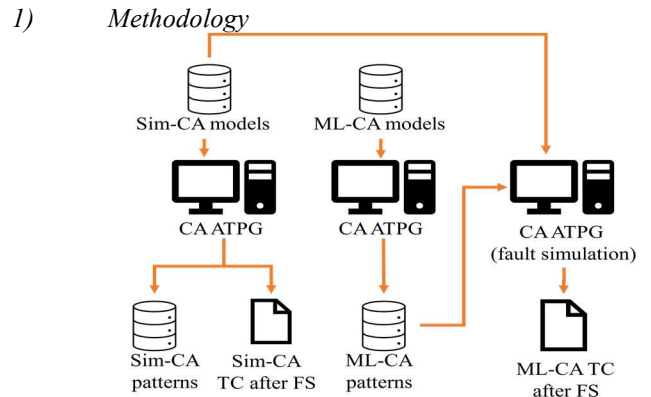 1) Methodology
Sim-CA models
ML-CA models
CA ATPG
CA ATPG
CA ATPG
(fault simulation)
Sim-CA
patterns
Sim-CA
TC after FS
ML-CA
patterns
ML-CA TC
after FS